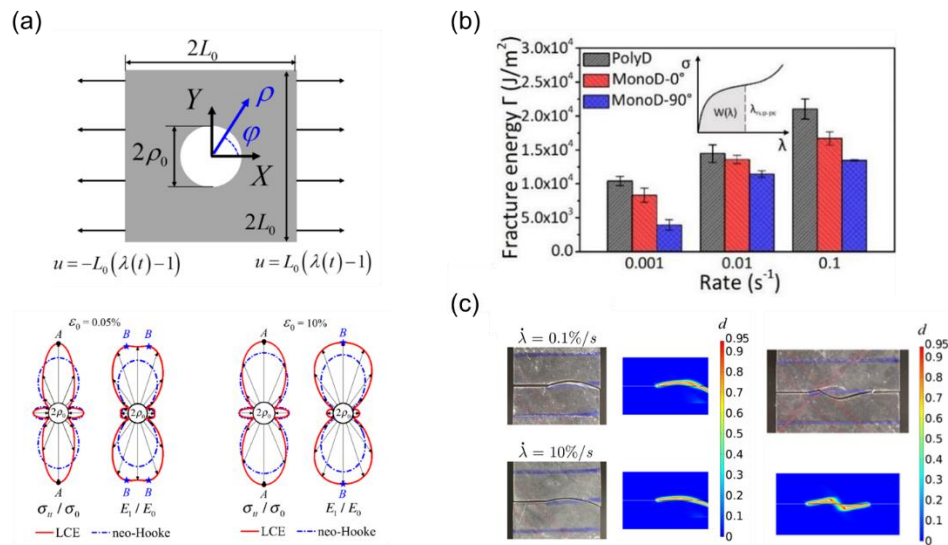 (a)
2L₀
Y
ρ
φ
2ρ₀
X
2L₀
u = −L₀(λ(t)−1)
u = L₀(λ(t)−1)
ε₀ = 0.05%
ε₀ = 10%
A
B
B
A
B
2ρ₀
2ρ₀
2ρ₀
2ρ₀
A
B
B
A
B
σₜₜ / σ₀
E₁ / E₀
σₜₜ / σ₀
E₁ / E₀
LCE
neo-Hooke
LCE
neo-Hooke
(b)
Fracture energy Γ (J/m²)
3.0x10⁴
2.5x10⁴
2.0x10⁴
1.5x10⁴
1.0x10⁴
5.0x10³
0.0
PolyD
MonoD-0°
MonoD-90°
σ
W(λ)
λ
0.001
0.01
0.1
Rate (s⁻¹)
(c)
λ̇ = 0.1%/s
d
0.95
0.9
0.8
0.7
0.6
0.5
0.4
0.3
0.2
0.1
0
λ̇ = 10%/s
d
0.95
0.9
0.8
0.7
0.6
0.5
0.4
0.3
0.2
0.1
0